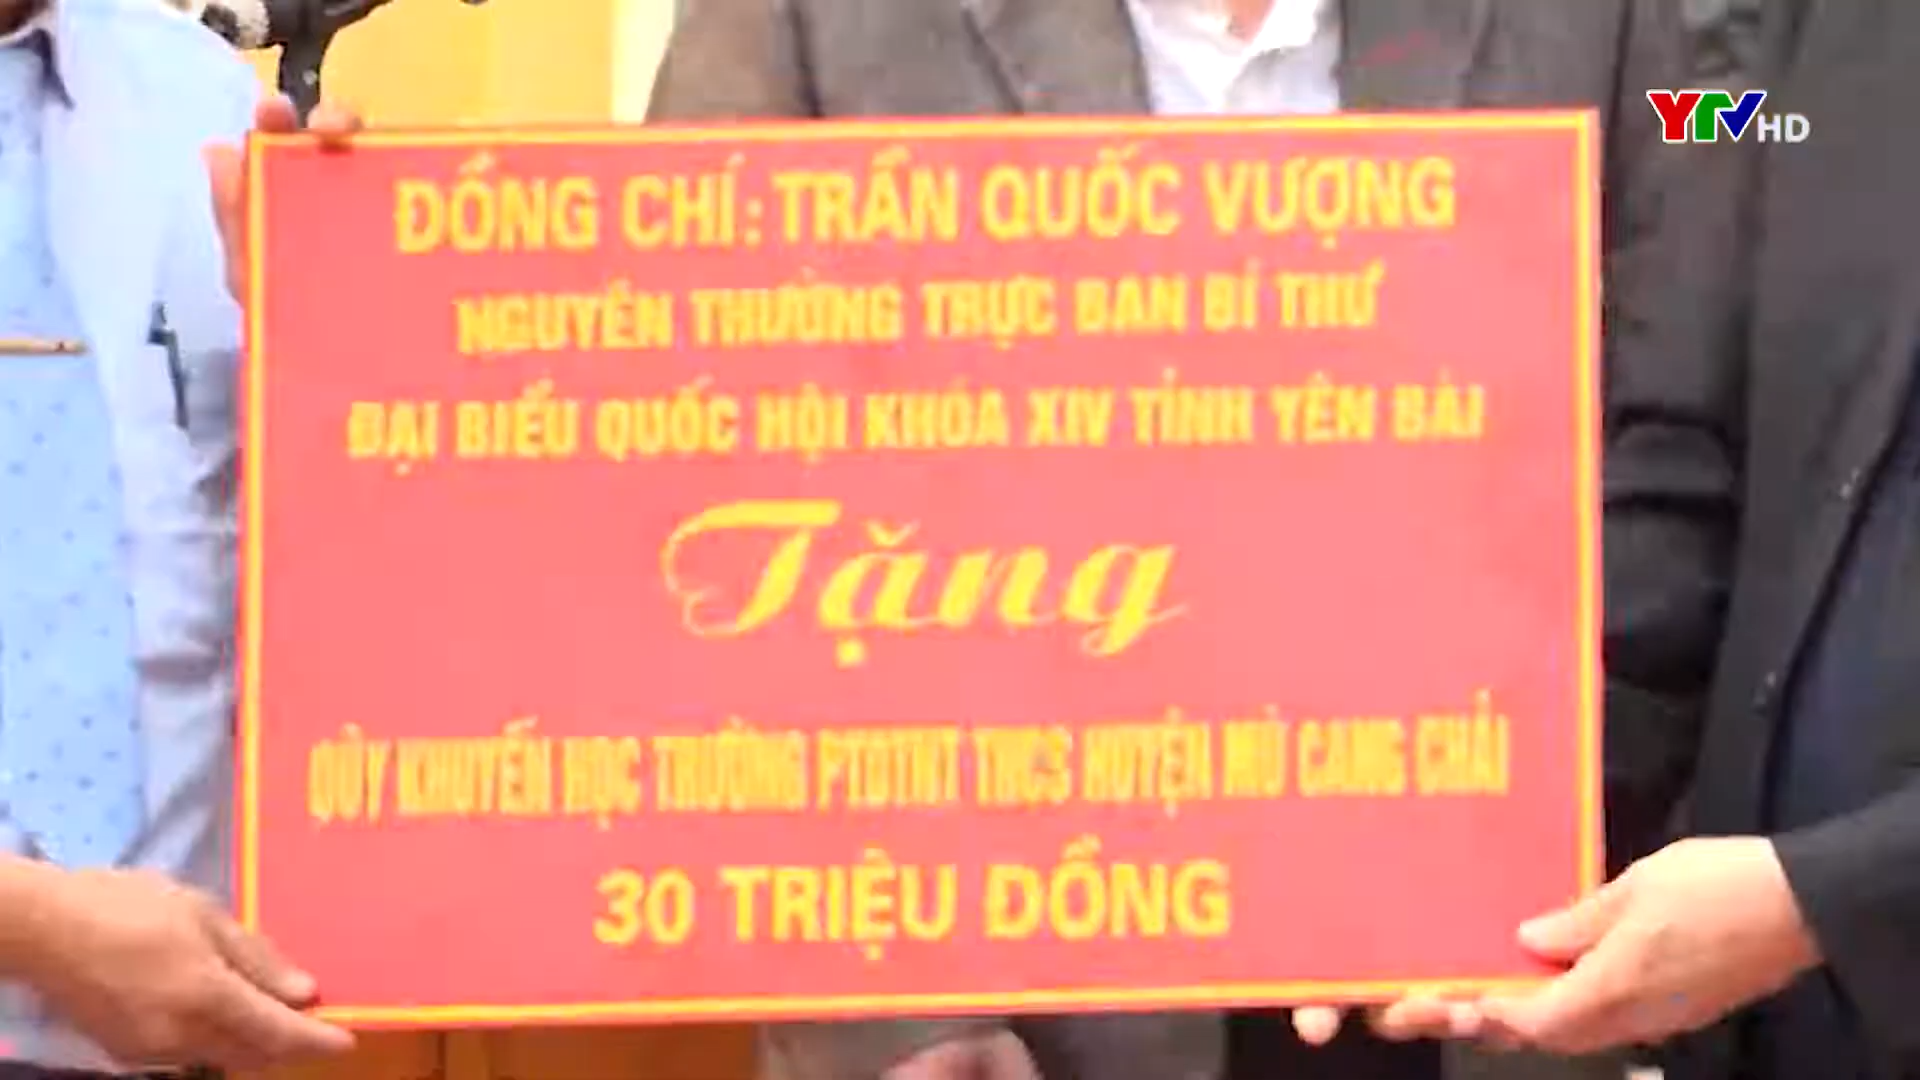 YTV HD
ĐỒNG CHÍ: TRẦN QUỐC VƯỢNG
NGUYÊN THƯỜNG TRỰC BAN BÍ THƯ
ĐẠI BIỂU QUỐC HỘI KHÓA XIV TỈNH YÊN BÁI
Tặng
QŨY KHUYẾN HỌC TRƯỜNG PTDTNT THCS HUYỆN MÙ CANG CHẢI
30 TRIỆU ĐỒNG